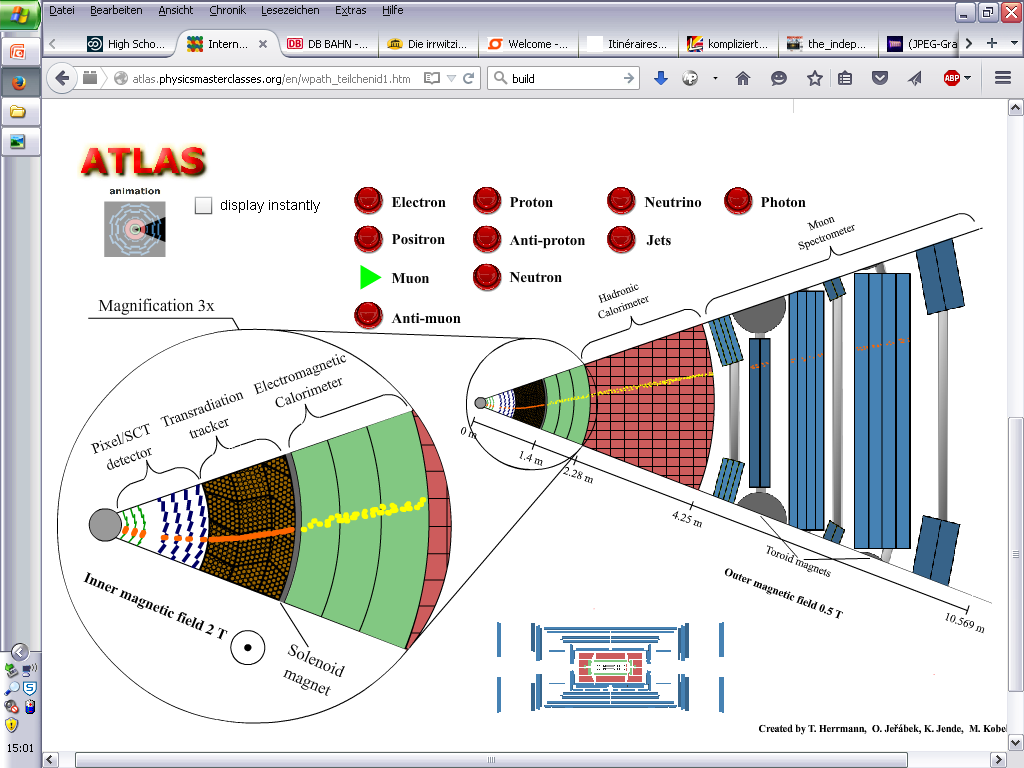 Datei Bearbeiten Ansicht Chronik Lesezeichen Extras Hilfe
High Scho... Intern... DB DB BAHN -... Die irrwitzi... Welcome -... Itinéraires... kompliziert... the_indep... (JPEG-Gra
atlas.physicsmasterclasses.org/en/wpath_teilchenid1.htm build ABP
ATLAS
animation
display instantly
Electron Proton Neutrino Photon
Positron Anti-proton Jets
Muon Neutron
Anti-muon
Magnification 3x
Muon
Spectrometer
Hadronic
Calorimeter
Electromagnetic
Calorimeter
Transradiation
tracker
Pixel/SCT
detector
0 m
1.4 m
2.28 m
4.25 m
10.569 m
Toroid magnets
Outer magnetic field 0.5 T
Inner magnetic field 2 T
Solenoid
magnet
Created by T. Herrmann, O. Jeřábek, K. Jende, M. Kobe
15:01